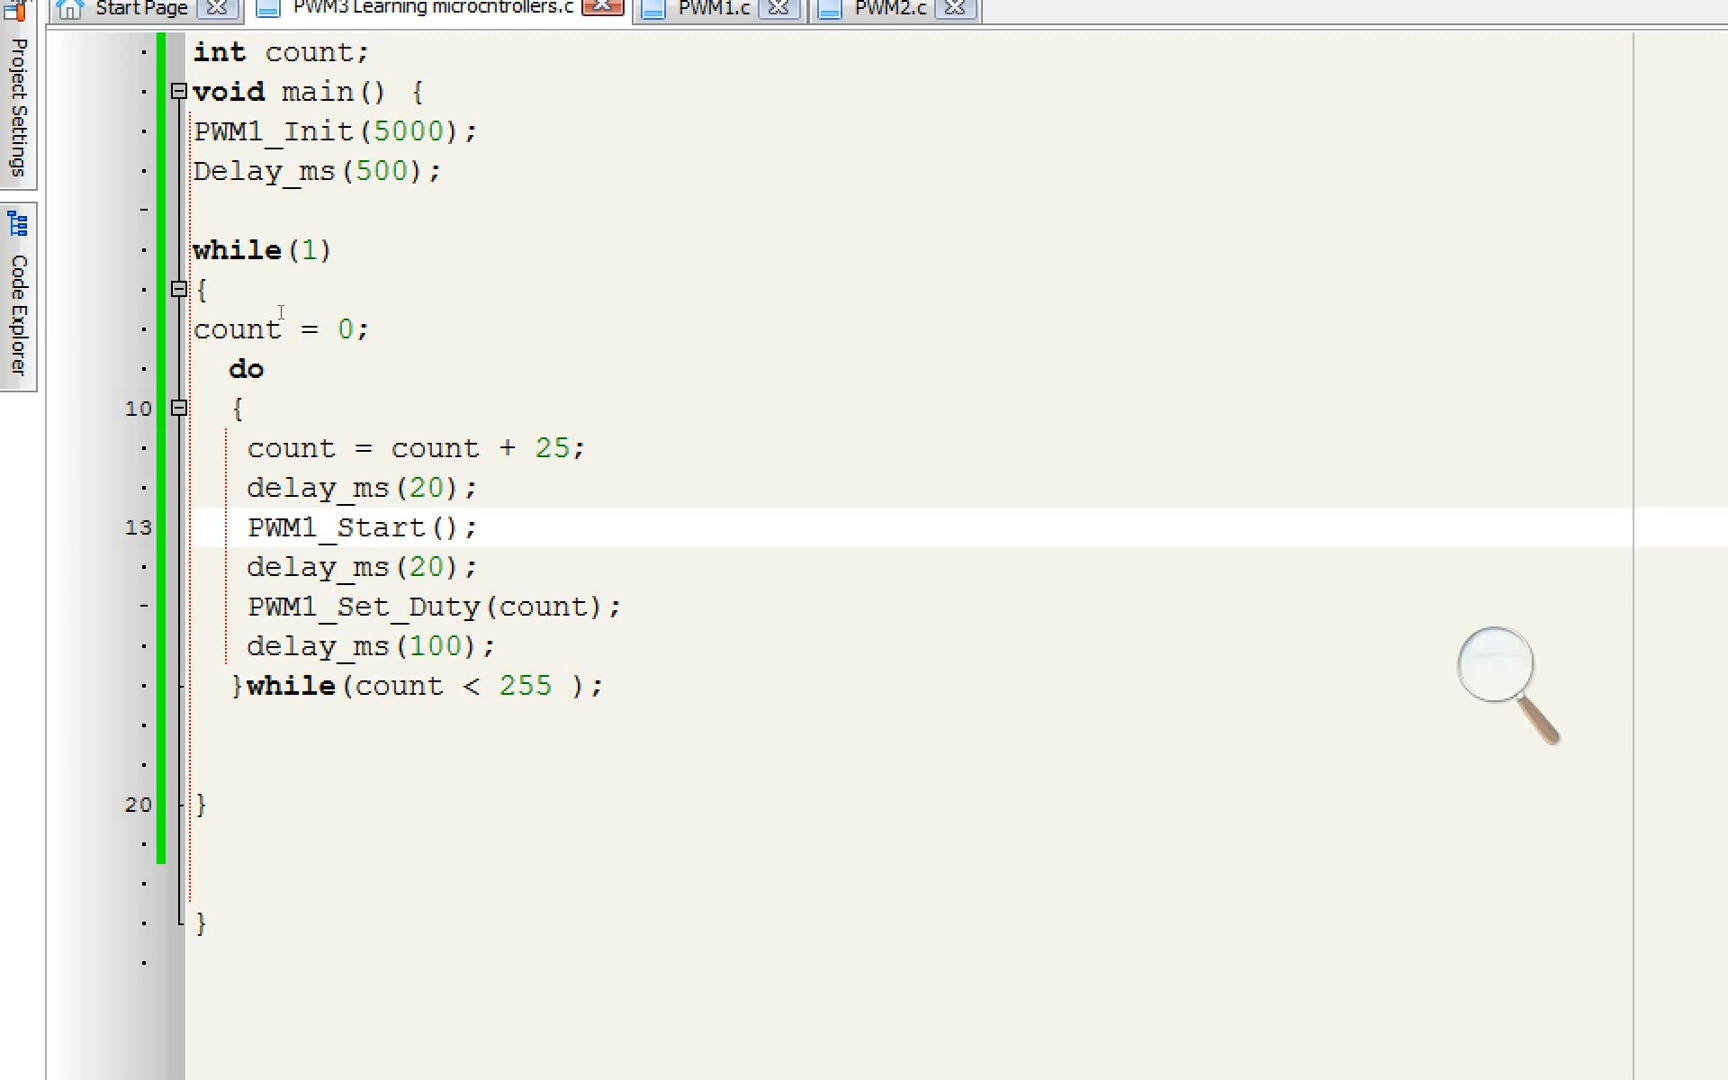 Start Page PWM3 Learning microcntrollers.c PWM1.c PWM2.c
Project Settings
Code Explorer
int count;
void main() {
PWM1_Init(5000);
Delay_ms(500);
while(1)
{
count = 0;
do
10 {
count = count + 25;
delay_ms(20);
13 PWM1_Start();
delay_ms(20);
PWM1_Set_Duty(count);
delay_ms(100);
}while(count < 255 );
20 }
}